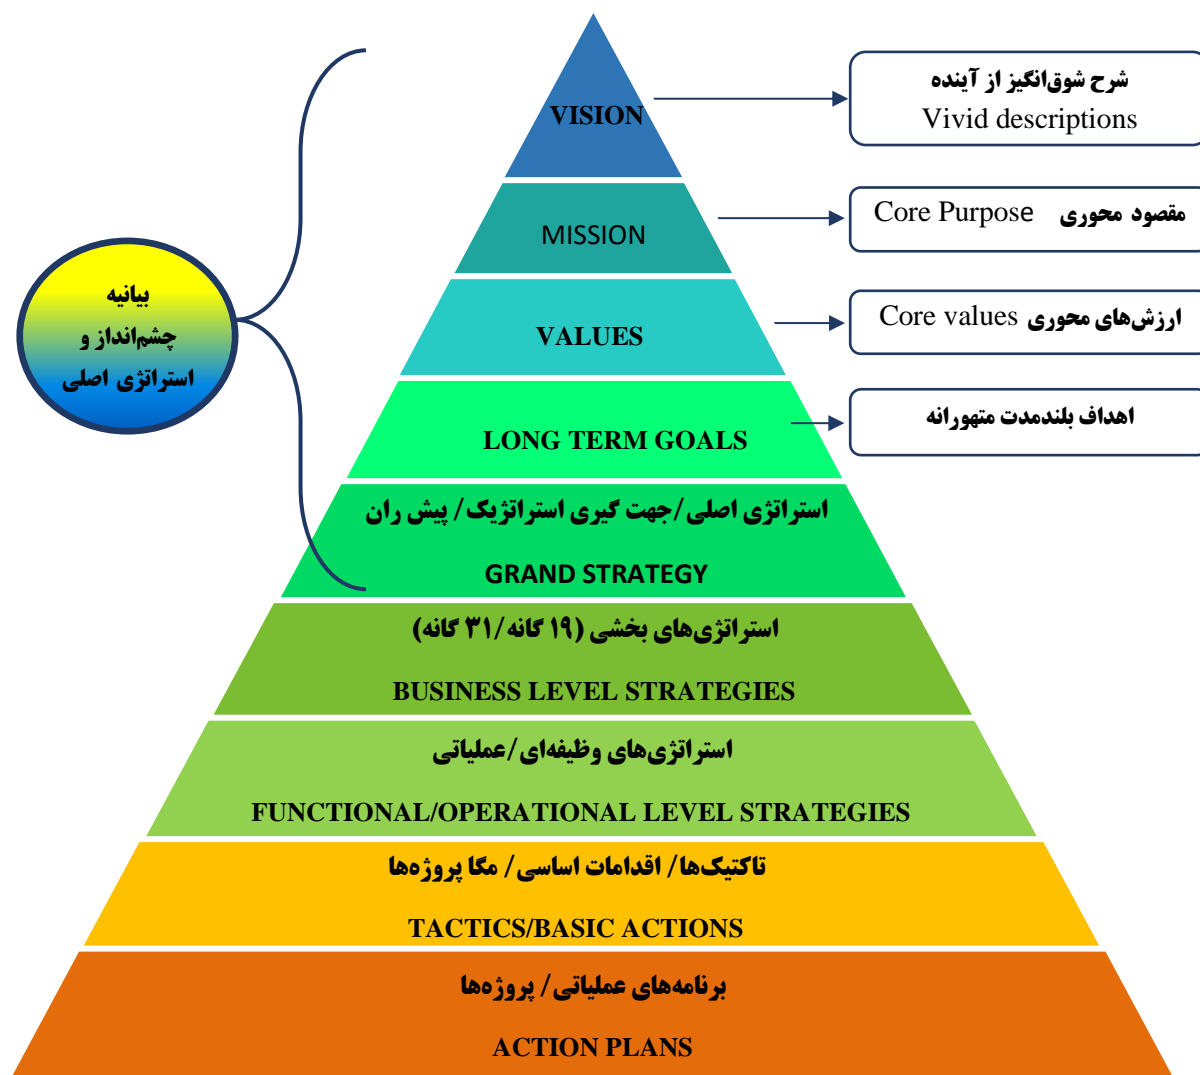 شرح شوق‌انگیز از آینده
Vivid descriptions
VISION
مقصود محوری Core Purpose
MISSION
ارزش‌های محوری Core values
VALUES
بیانیه
چشم‌انداز و
استراتژی اصلی
اهداف بلندمدت متهورانه
LONG TERM GOALS
استراتژی اصلی/جهت گیری استراتژیک/ پیش ران
GRAND STRATEGY
استراتژی‌های بخشی (۱۹ گانه/۳۱ گانه)
BUSINESS LEVEL STRATEGIES
استراتژی‌های وظیفه‌ای/عملیاتی
FUNCTIONAL/OPERATIONAL LEVEL STRATEGIES
تاکتیک‌ها/ اقدامات اساسی/ مگا پروژه‌ها
TACTICS/BASIC ACTIONS
برنامه‌های عملیاتی/ پروژه‌ها
ACTION PLANS